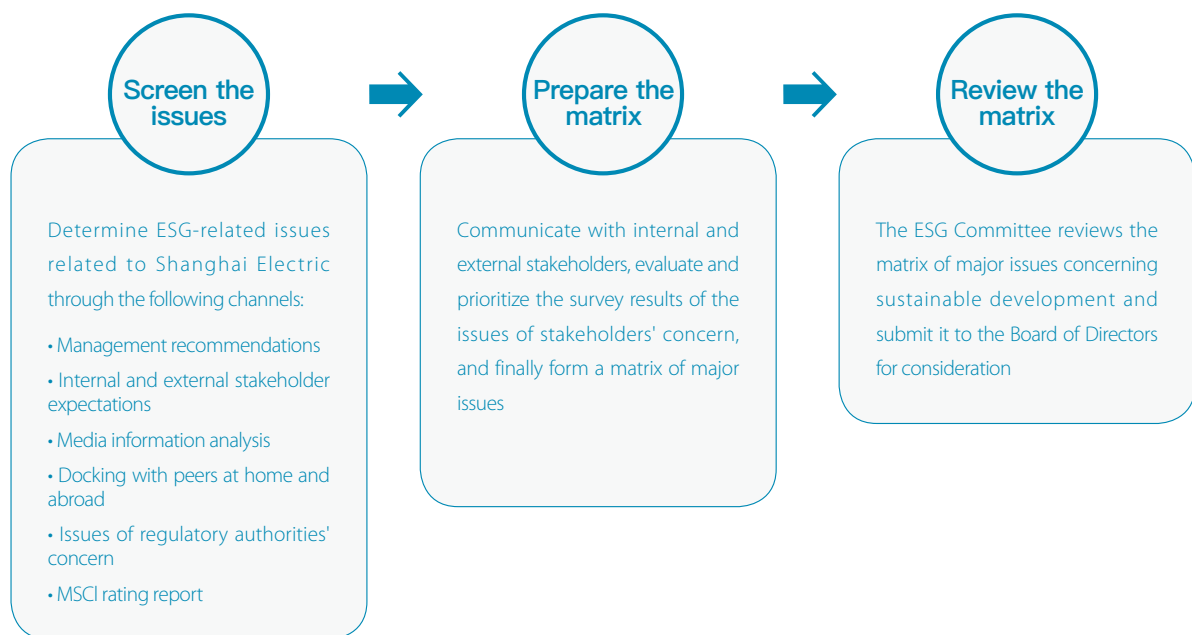 Screen the
issues
Determine ESG-related issues
related to Shanghai Electric
through the following channels:
• Management recommendations
• Internal and external stakeholder
expectations
• Media information analysis
• Docking with peers at home and
abroad
• Issues of regulatory authorities'
concern
• MSCI rating report
Prepare the
matrix
Communicate with internal and
external stakeholders, evaluate and
prioritize the survey results of the
issues of stakeholders' concern,
and finally form a matrix of major
issues
Review the
matrix
The ESG Committee reviews the
matrix of major issues concerning
sustainable development and
submit it to the Board of Directors
for consideration